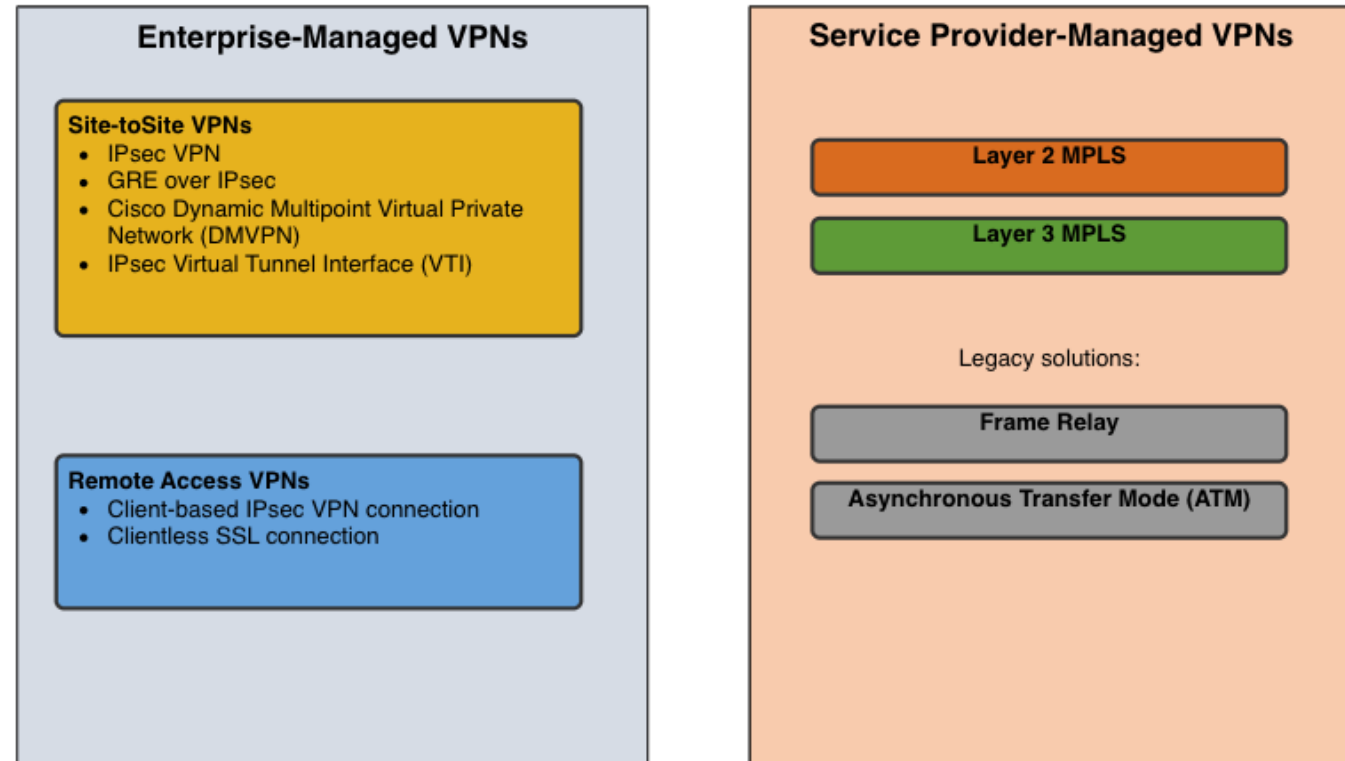 Enterprise-Managed VPNs
Site-toSite VPNs
• IPsec VPN
• GRE over IPsec
• Cisco Dynamic Multipoint Virtual Private
Network (DMVPN)
• IPsec Virtual Tunnel Interface (VTI)
Remote Access VPNs
• Client-based IPsec VPN connection
• Clientless SSL connection
Service Provider-Managed VPNs
Layer 2 MPLS
Layer 3 MPLS
Legacy solutions:
Frame Relay
Asynchronous Transfer Mode (ATM)